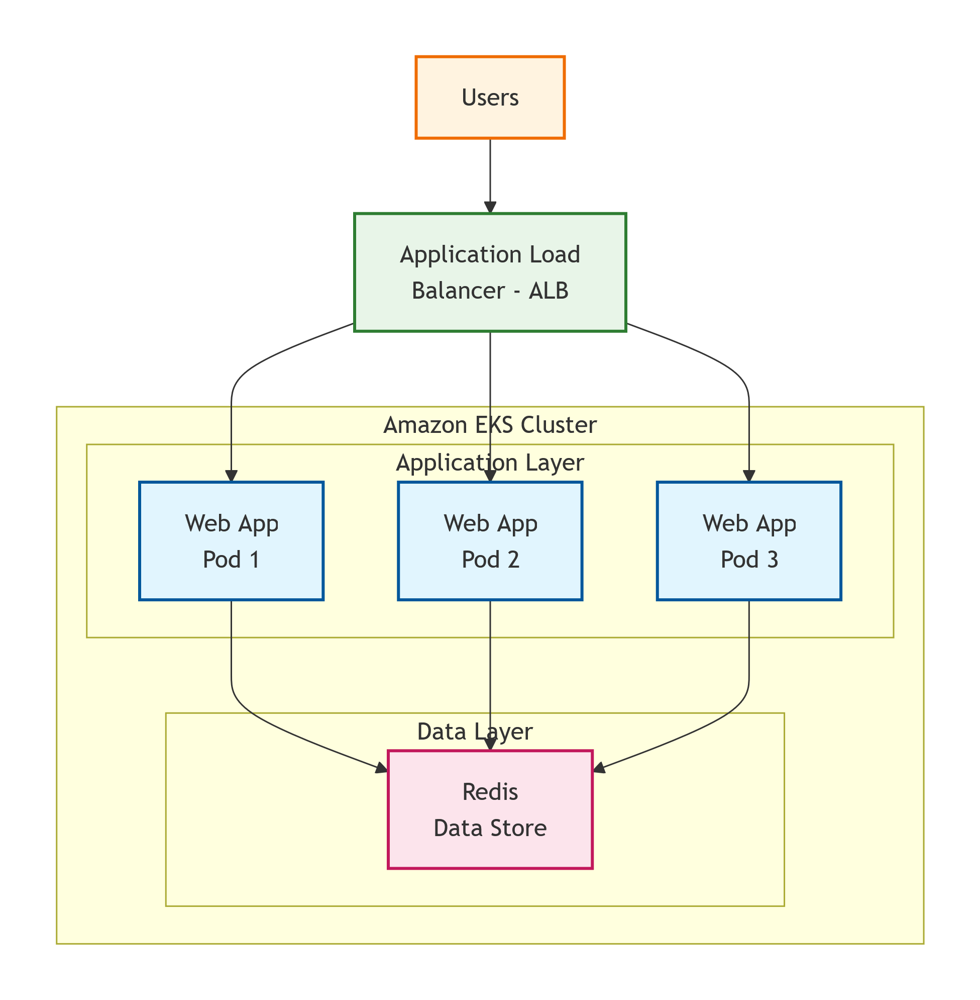 Users
Application Load
Balancer - ALB
Amazon EKS Cluster
Application Layer
Web App
Pod 1
Web App
Pod 2
Web App
Pod 3
Data Layer
Redis
Data Store